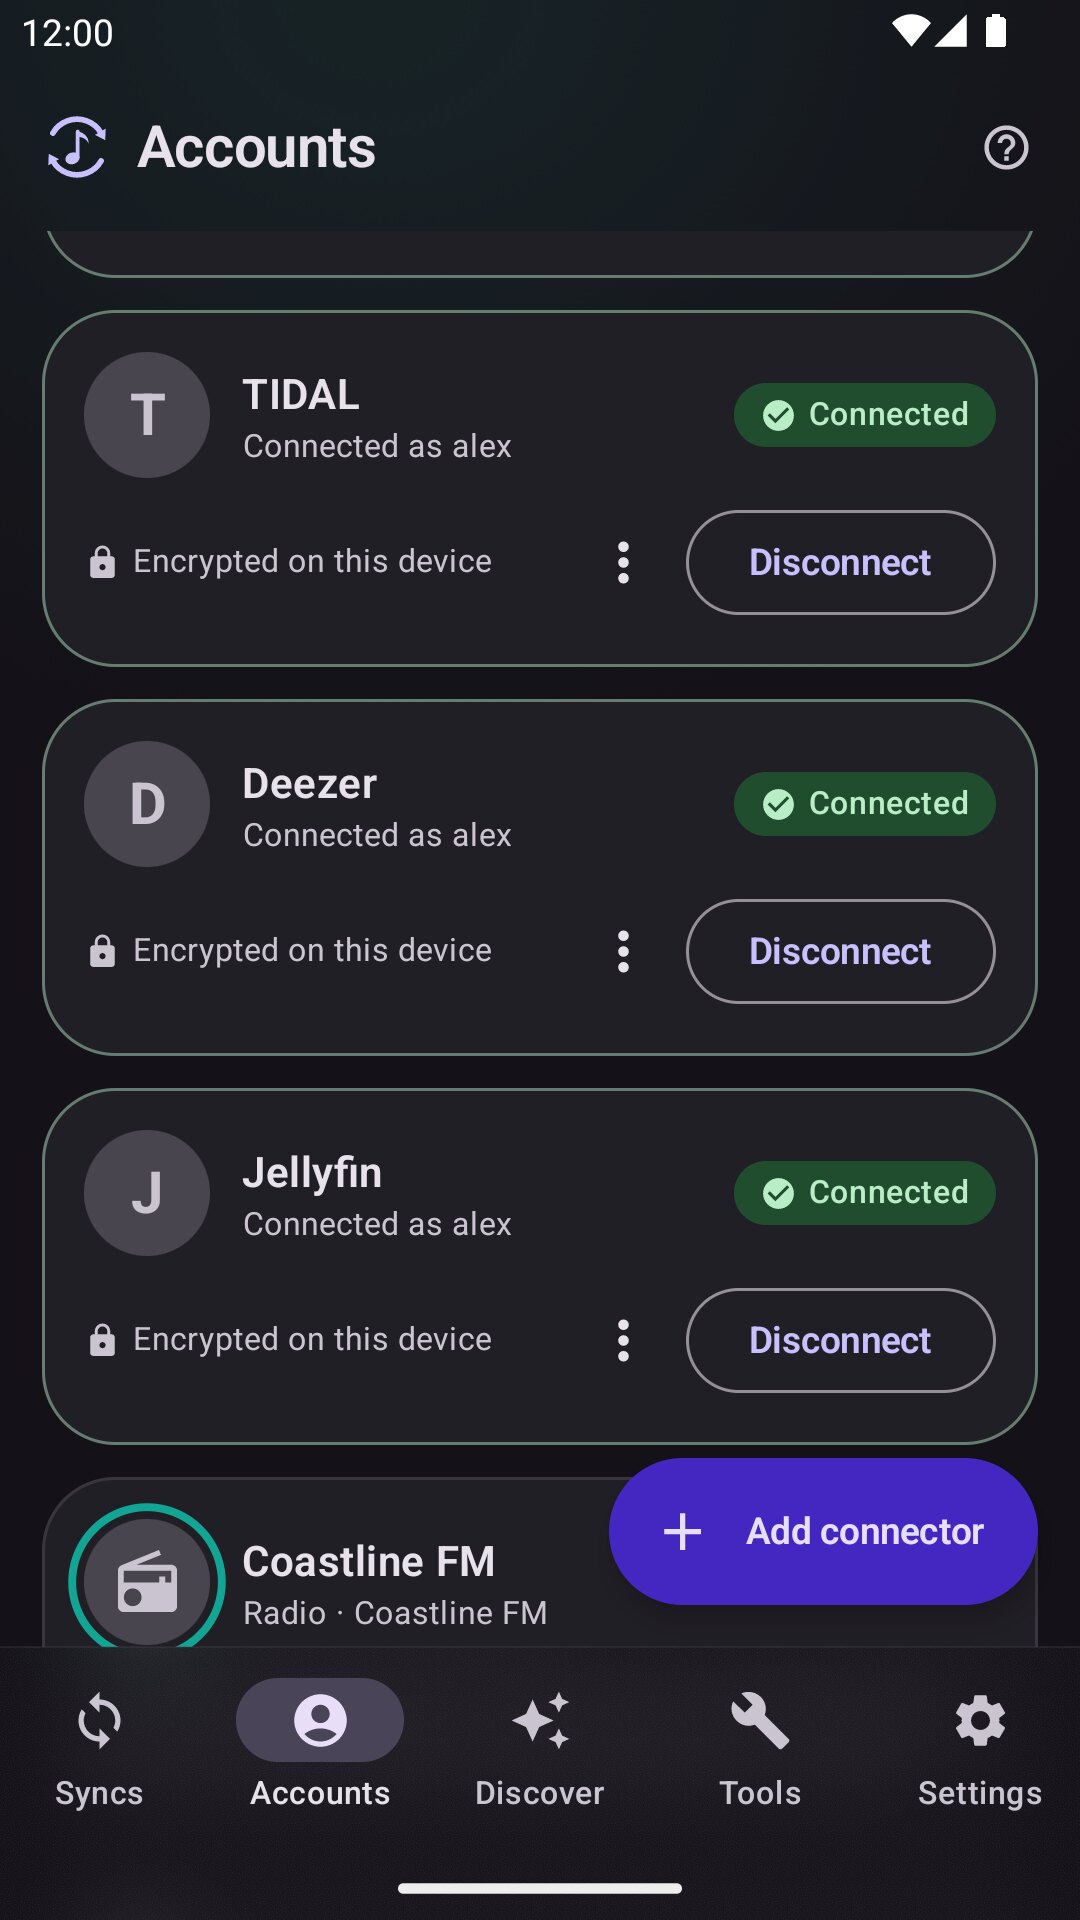 12:00
Accounts
T
TIDAL
Connected as alex
Connected
Encrypted on this device
Disconnect
D
Deezer
Connected as alex
Connected
Encrypted on this device
Disconnect
J
Jellyfin
Connected as alex
Connected
Encrypted on this device
Disconnect
Coastline FM
Radio · Coastline FM
Add connector
Syncs
Accounts
Discover
Tools
Settings